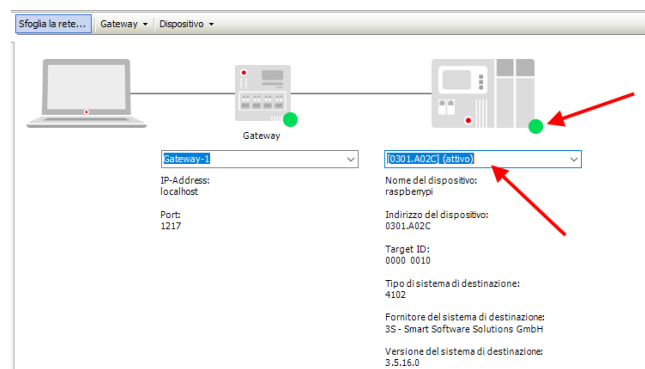 Sfoglia la rete... Gateway Dispositivo
Gateway
Gateway-1
[0301.A02C] (attivo)
IP-Address:
localhost
Port:
1217
Nome del dispositivo:
raspberrypi
Indirizzo del dispositivo:
0301.A02C
Target ID:
0000 0010
Tipo di sistema di destinazione:
4102
Fornitore del sistema di destinazione:
3S - Smart Software Solutions GmbH
Versione del sistema di destinazione:
3.5.16.0